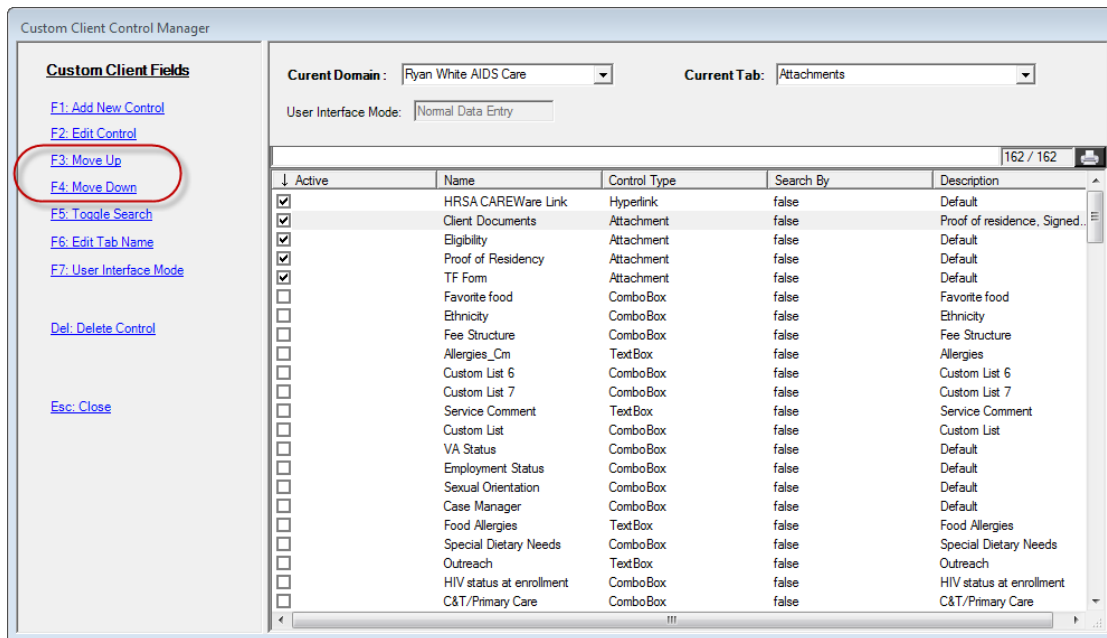 Custom Client Control Manager
Custom Client Fields
F1: Add New Control
F2: Edit Control
F3: Move Up
F4: Move Down
F5: Toggle Search
F6: Edit Tab Name
F7: User Interface Mode
Del: Delete Control
Esc: Close
Curent Domain : Ryan White AIDS Care Current Tab: Attachments
User Interface Mode: Normal Data Entry
162 / 162
↓ Active Name Control Type Search By Description
HRSA CAREWare Link Hyperlink false Default
Client Documents Attachment false Proof of residence, Signed...
Eligibility Attachment false Default
Proof of Residency Attachment false Default
TF Form Attachment false Default
Favorite food ComboBox false Favorite food
Ethnicity ComboBox false Ethnicity
Fee Structure ComboBox false Fee Structure
Allergies_Cm TextBox false Allergies
Custom List 6 ComboBox false Custom List 6
Custom List 7 ComboBox false Custom List 7
Service Comment TextBox false Service Comment
Custom List ComboBox false Custom List
VA Status ComboBox false Default
Employment Status ComboBox false Default
Sexual Orientation ComboBox false Default
Case Manager ComboBox false Default
Food Allergies TextBox false Food Allergies
Special Dietary Needs ComboBox false Special Dietary Needs
Outreach TextBox false Outreach
HIV status at enrollment ComboBox false HIV status at enrollment
C&T/Primary Care ComboBox false C&T/Primary Care